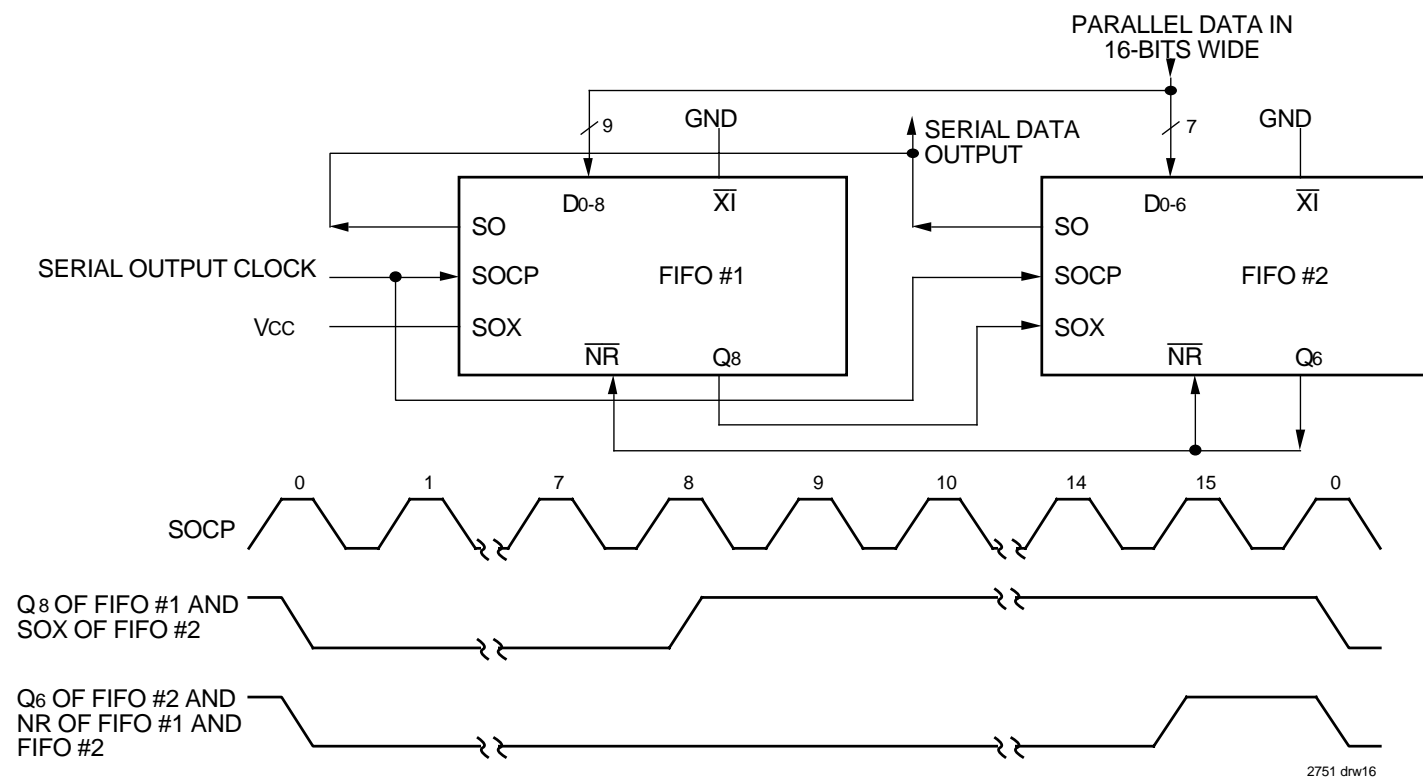 PARALLEL DATA IN
16-BITS WIDE
9
GND
SERIAL DATA
OUTPUT
7
GND
D0-8
XI
D0-6
XI
SO
SO
SERIAL OUTPUT CLOCK
SOCP
FIFO #1
SOCP
FIFO #2
VCC
SOX
SOX
NR
Q8
NR
Q6
0
1
7
8
9
10
14
15
0
SOCP
Q8 OF FIFO #1 AND
SOX OF FIFO #2
Q6 OF FIFO #2 AND
NR OF FIFO #1 AND
FIFO #2
2751 drw16